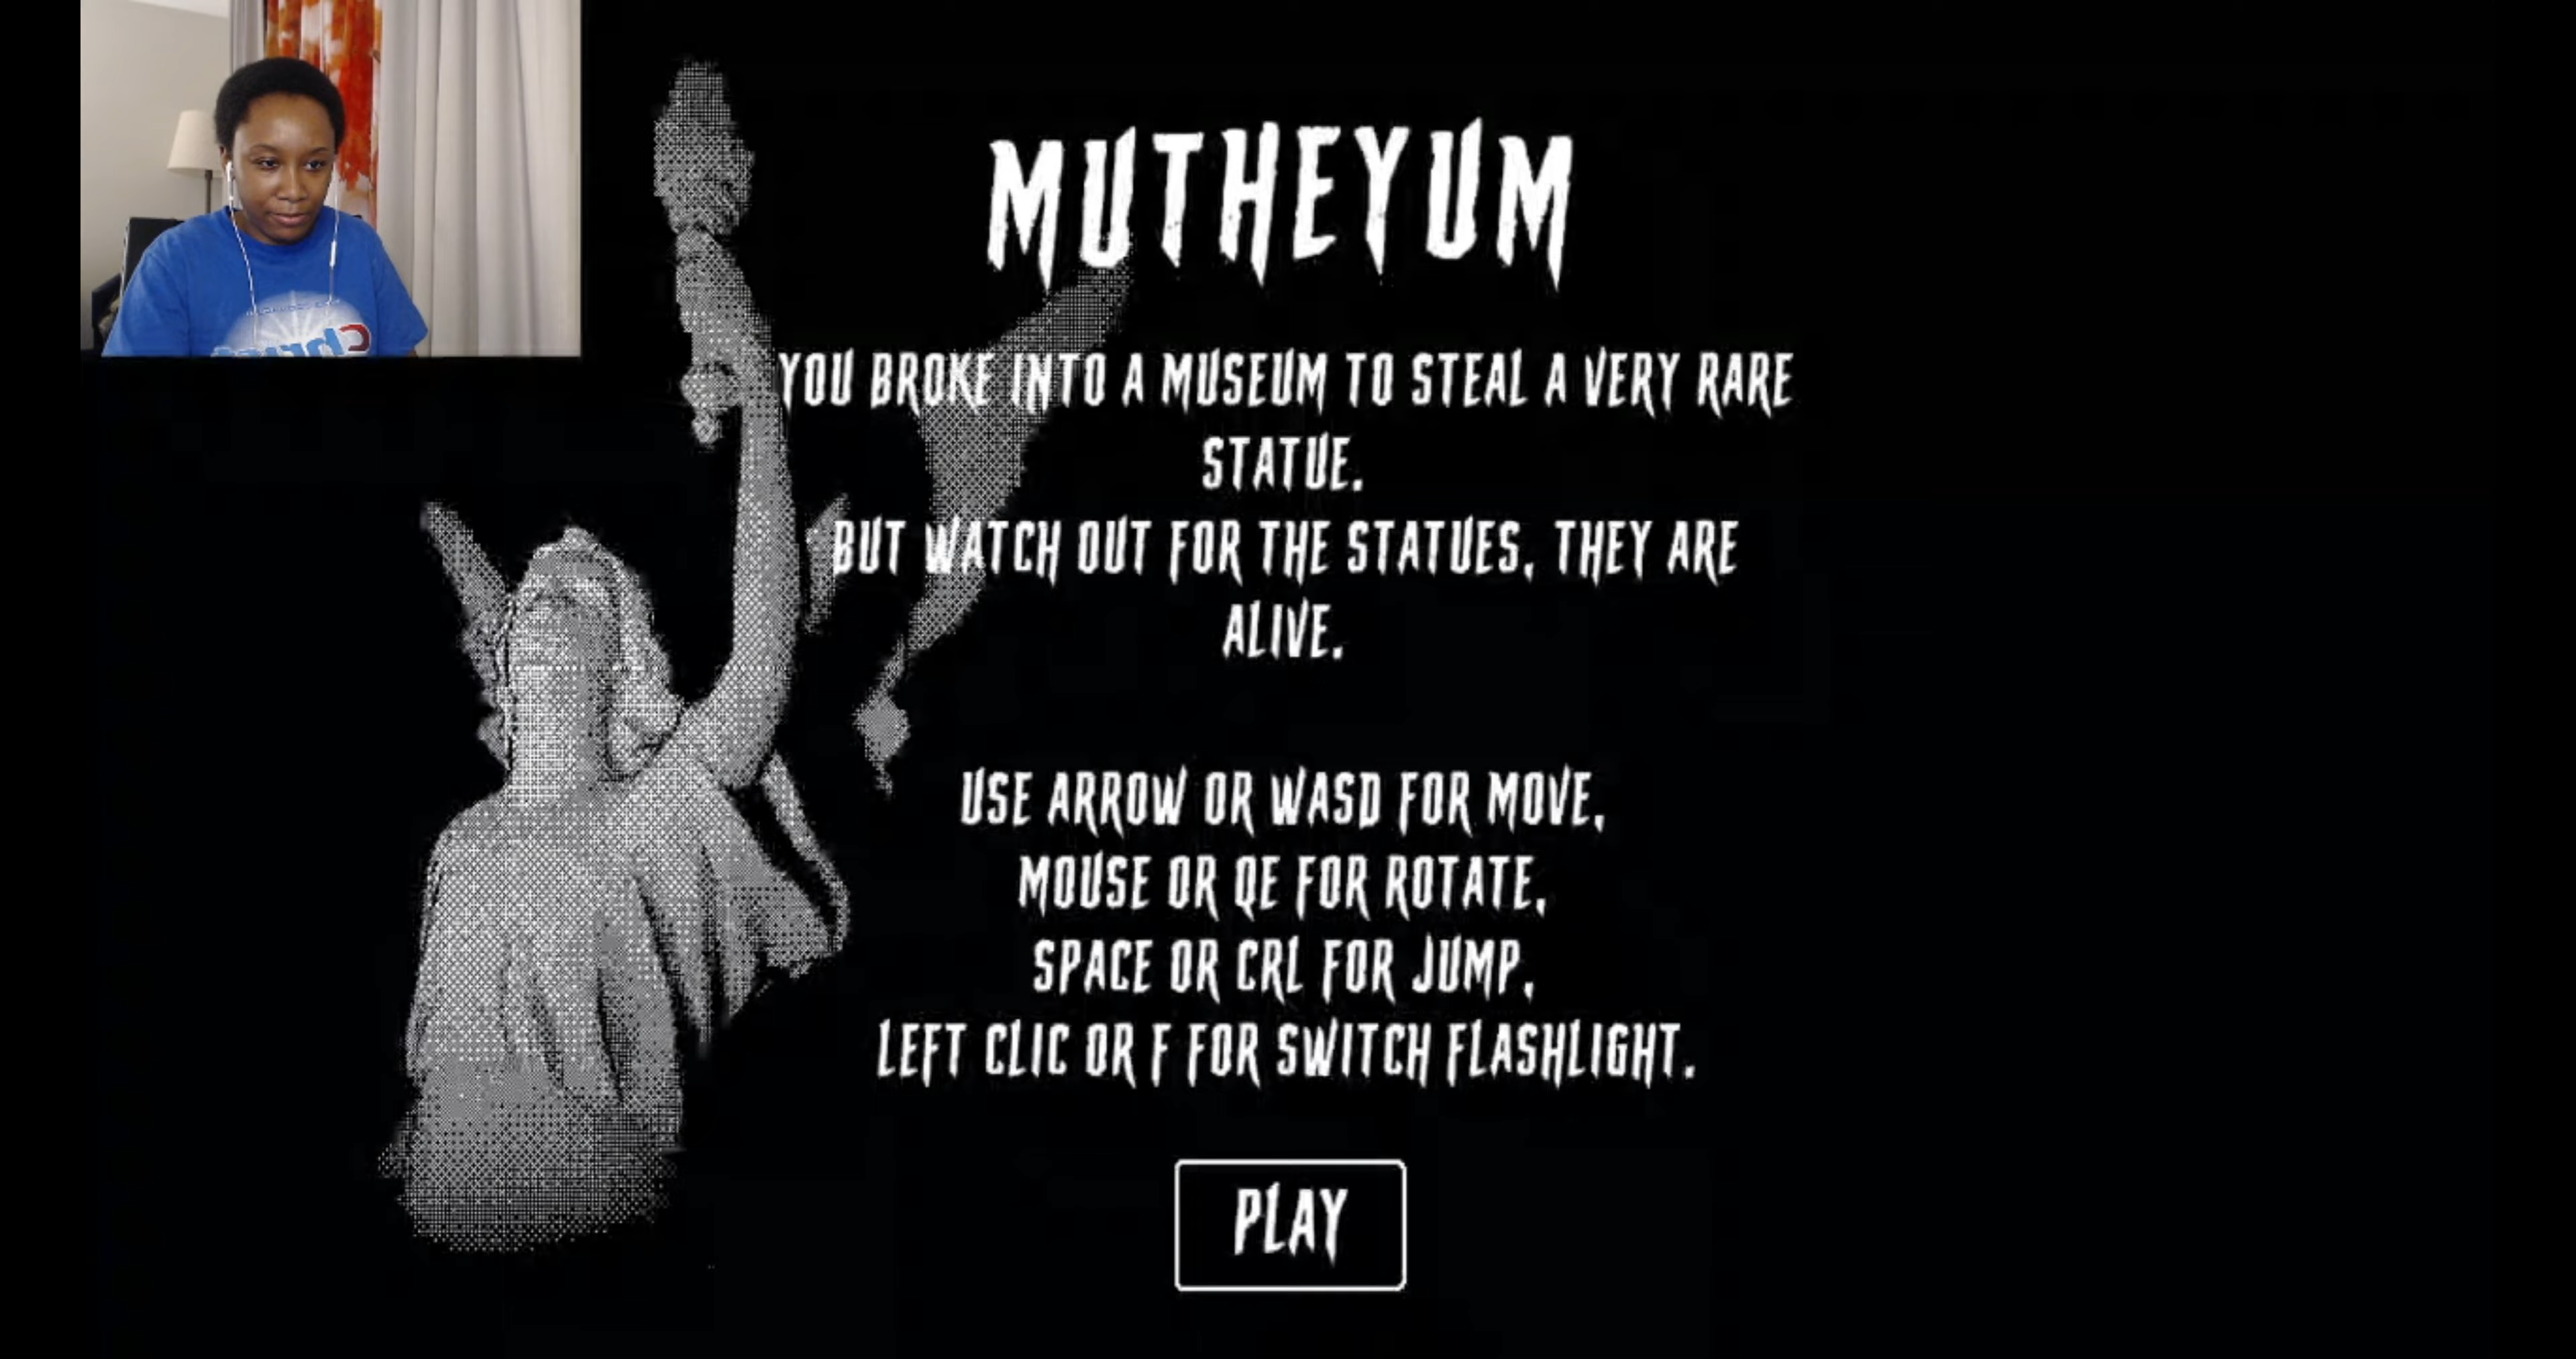 MUTHEYUM
YOU BROKE INTO A MUSEUM TO STEAL A VERY RARE
STATUE.
BUT WATCH OUT FOR THE STATUES, THEY ARE
ALIVE.
USE ARROW OR WASD FOR MOVE,
MOUSE OR QE FOR ROTATE,
SPACE OR CRL FOR JUMP,
LEFT CLIC OR F FOR SWITCH FLASHLIGHT.
PLAY